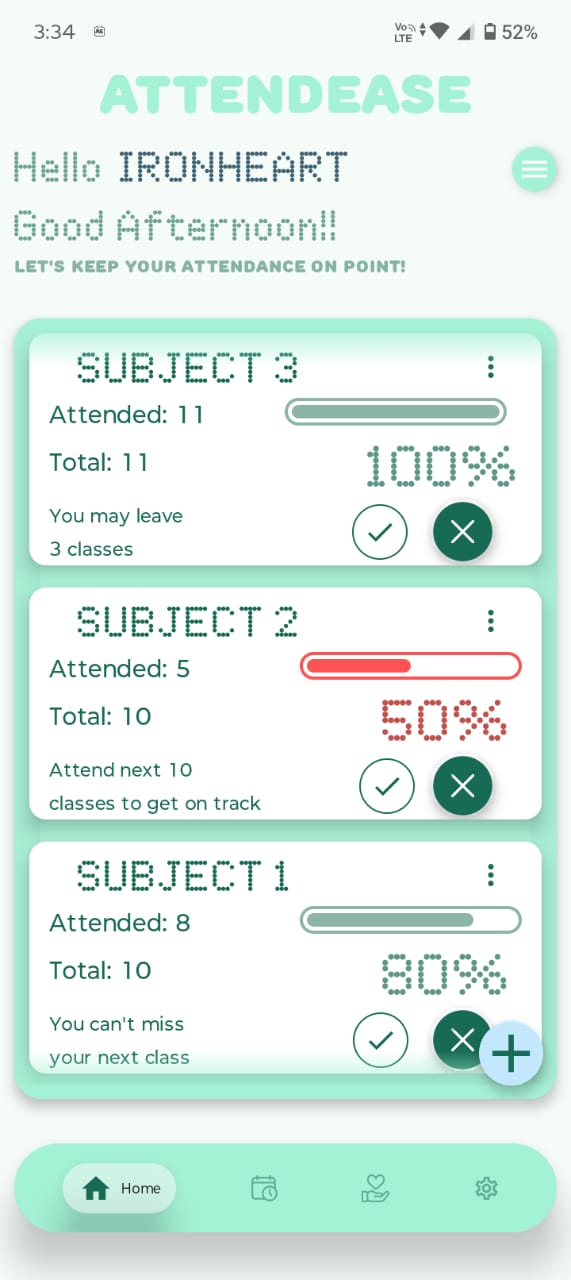 3:34 Vo LTE 52%
ATTENDEASE
Hello IRONHEART
Good Afternoon!!
LET'S KEEP YOUR ATTENDANCE ON POINT!
SUBJECT 3
Attended: 11
Total: 11
100%
You may leave
3 classes
SUBJECT 2
Attended: 5
Total: 10
50%
Attend next 10
classes to get on track
SUBJECT 1
Attended: 8
Total: 10
80%
You can't miss
your next class
Home